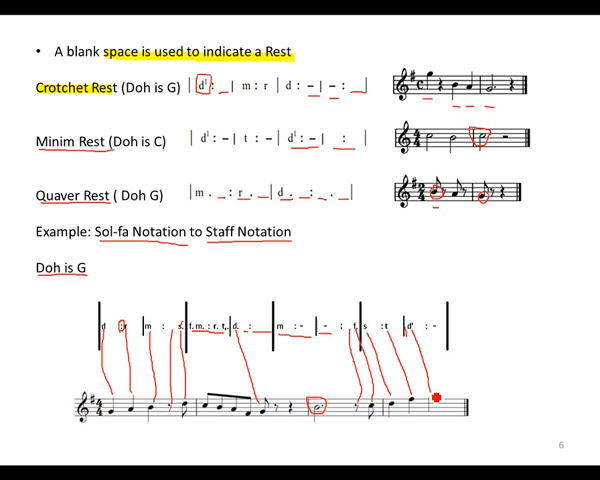 • A blank space is used to indicate a Rest
Crotchet Rest (Doh is G) | d' : _ | m : r | d : – | – : _ |
Minim Rest (Doh is C) | d' : – | t : – | d' : – | : |
Quaver Rest ( Doh G) | m . _ : r . _ | d . _ : _ . _ |
Example: Sol-fa Notation to Staff Notation
Doh is G
d : r | m : s | f. m. : r. t, | d. : | m : - | - : f | s : t | d' : -
6